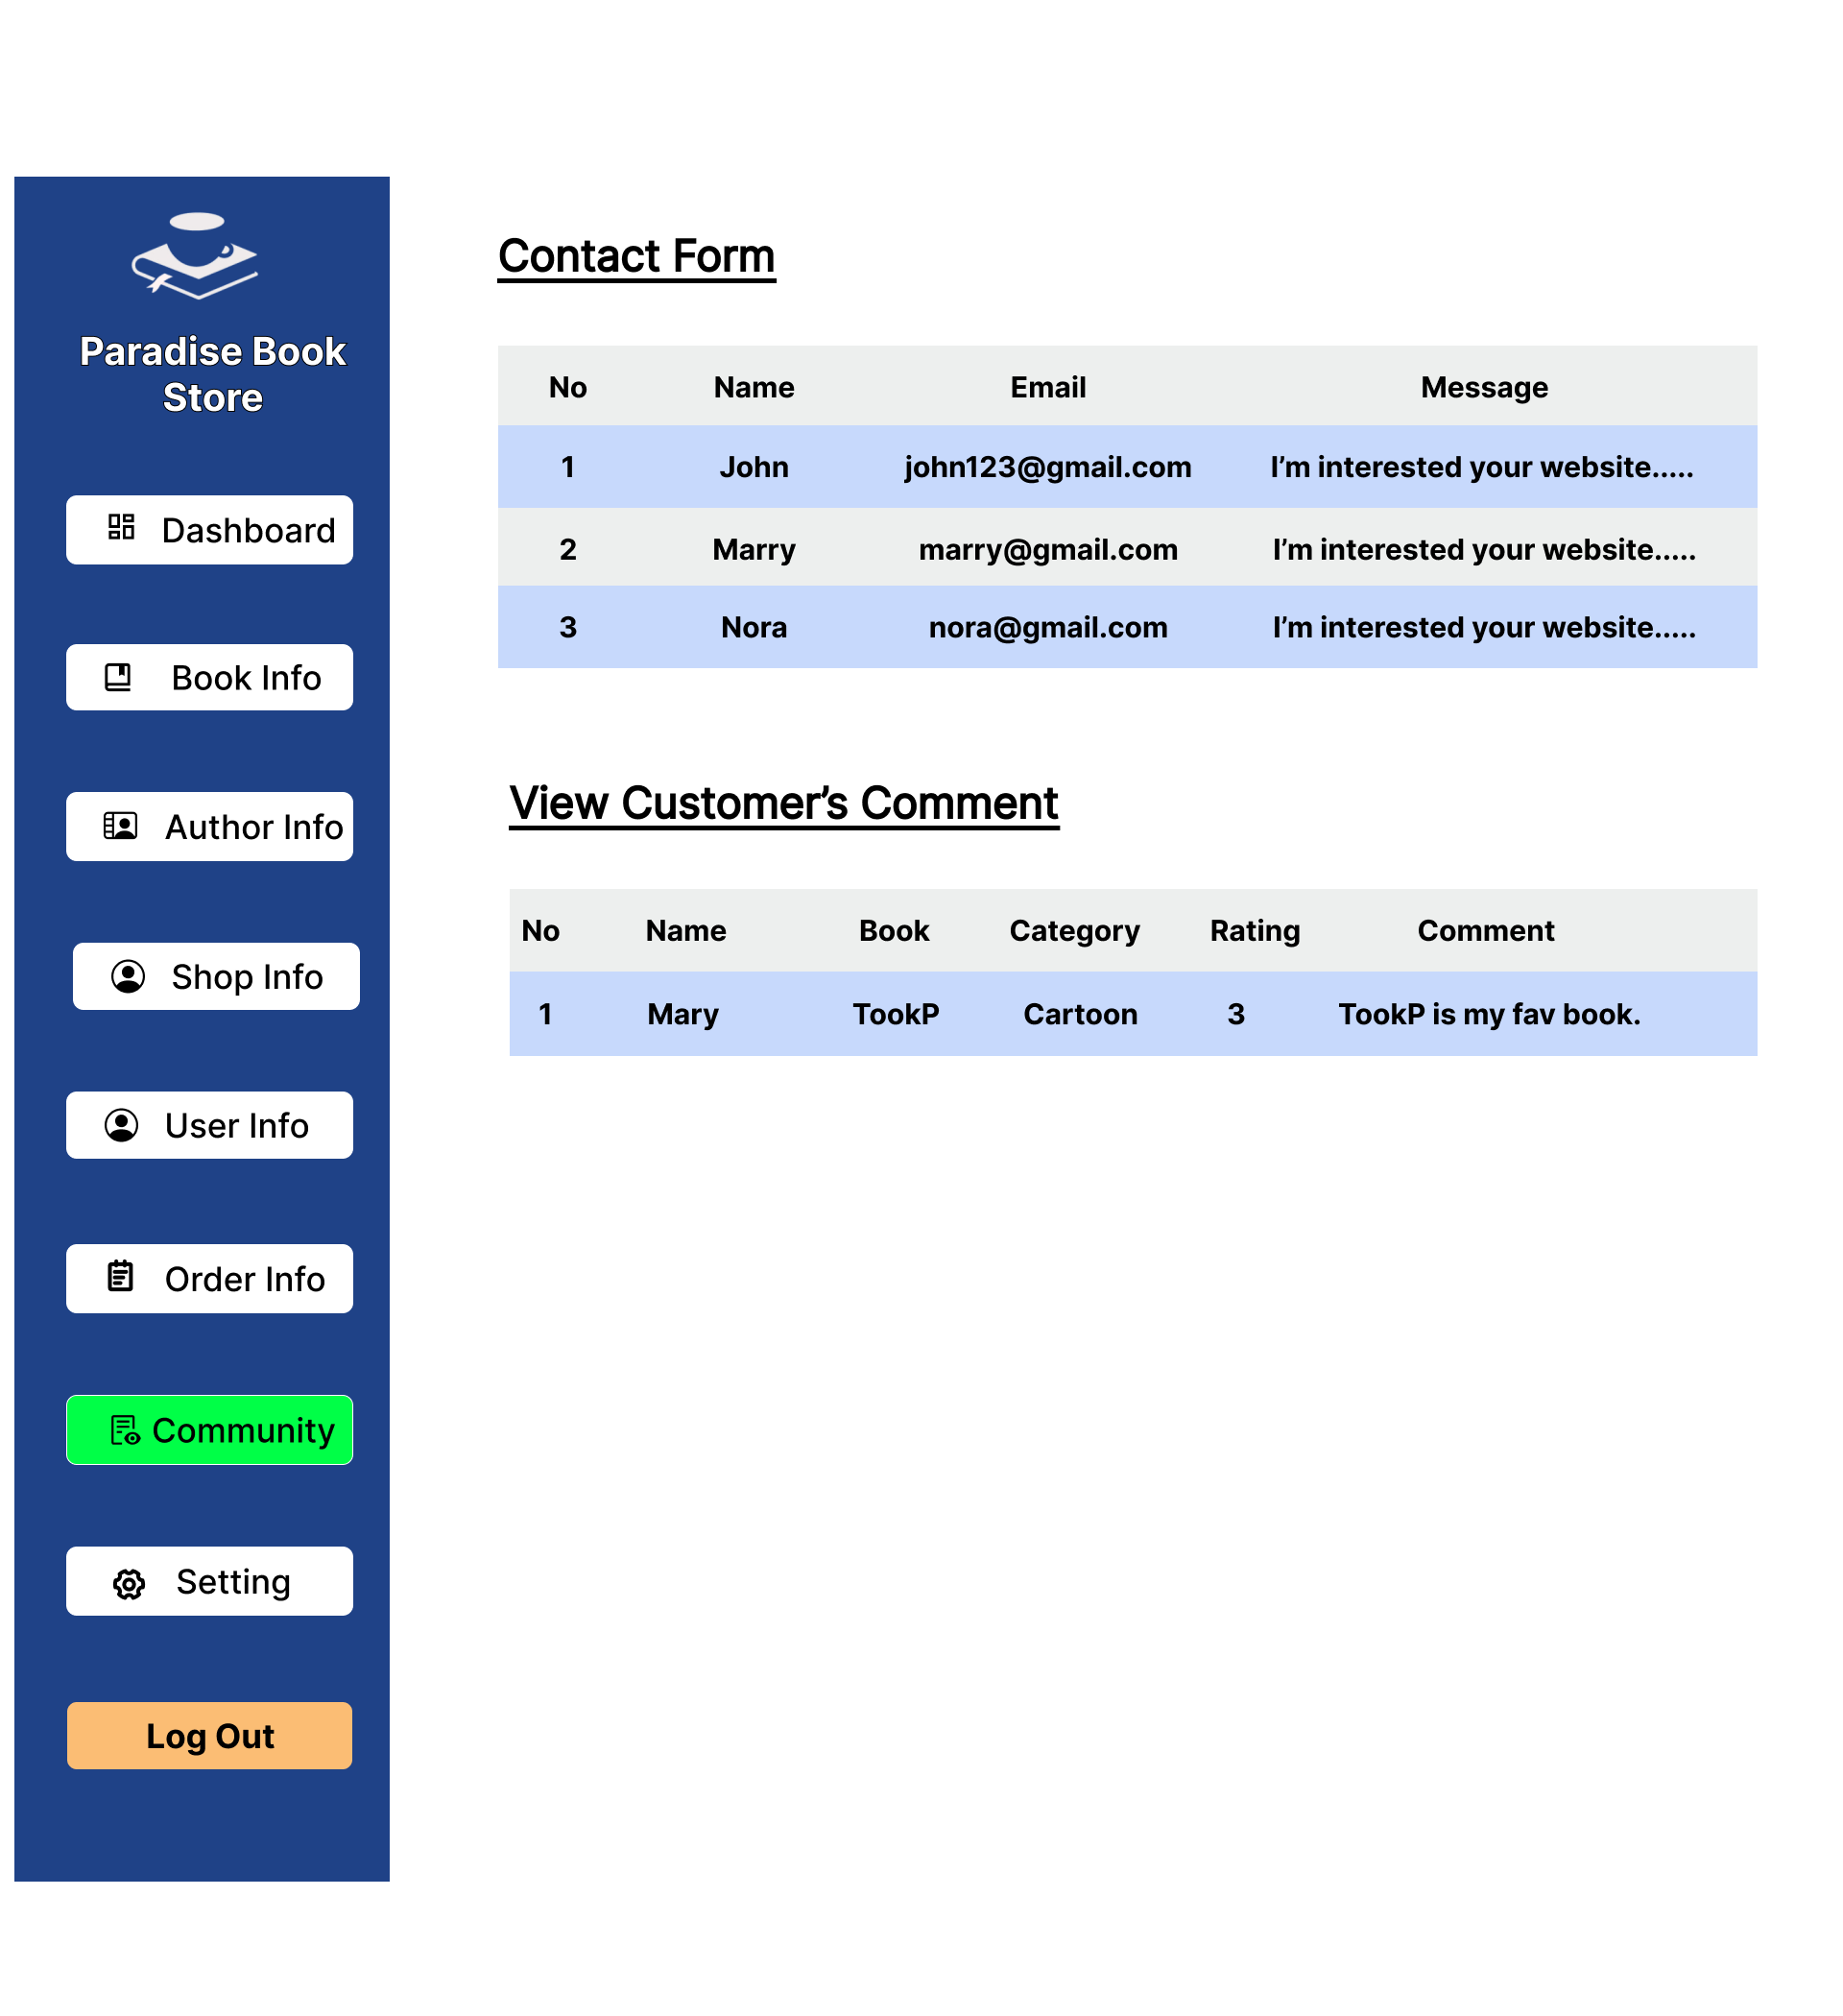 Paradise Book
Store
Dashboard
Book Info
Author Info
Shop Info
User Info
Order Info
Community
Setting
Log Out
Contact Form
No Name Email Message
1 John john123@gmail.com I’m interested your website.....
2 Marry marry@gmail.com I’m interested your website.....
3 Nora nora@gmail.com I’m interested your website.....
View Customer’s Comment
No Name Book Category Rating Comment
1 Mary TookP Cartoon 3 TookP is my fav book.